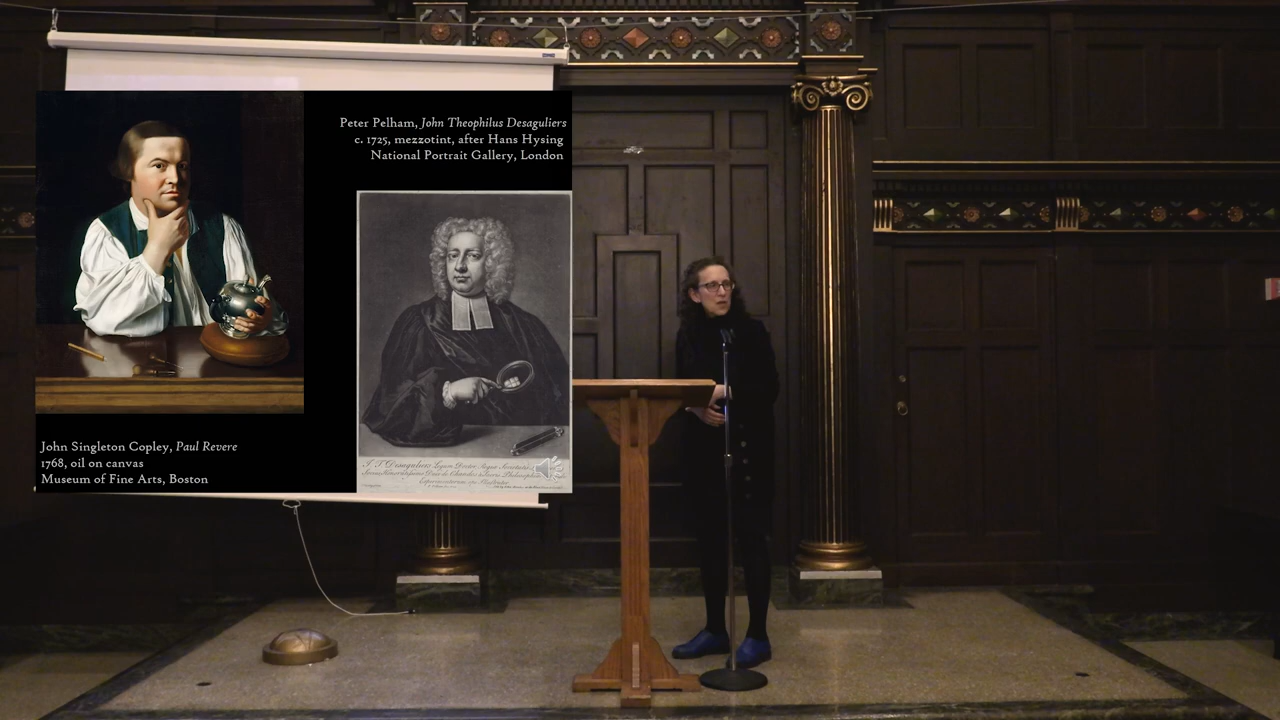 Peter Pelham, John Theophilus Desaguliers
c. 1725, mezzotint, after Hans Hysing
National Portrait Gallery, London
John Singleton Copley, Paul Revere
1768, oil on canvas
Museum of Fine Arts, Boston